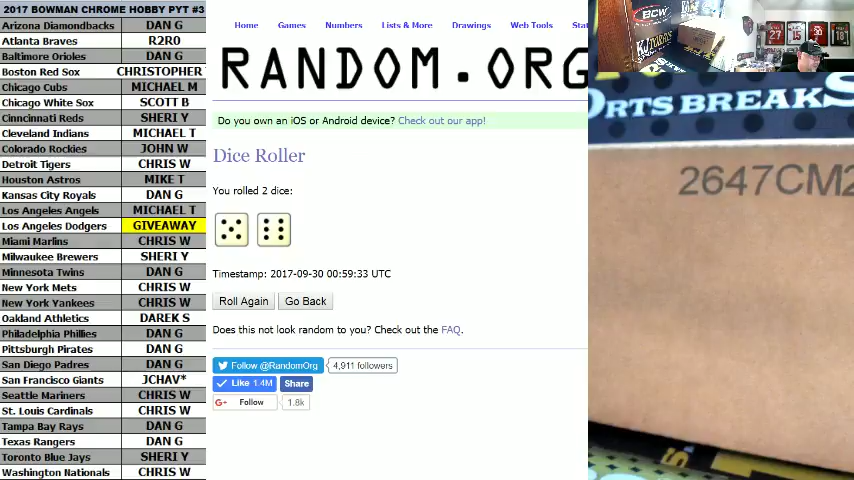 2017 BOWMAN CHROME HOBBY PYT #3
Arizona Diamondbacks DAN G
Atlanta Braves R2R0
Baltimore Orioles DAN G
Boston Red Sox CHRISTOPHER
Chicago Cubs MICHAEL M
Chicago White Sox SCOTT B
Cinncinati Reds SHERI Y
Cleveland Indians MICHAEL T
Colorado Rockies JOHN W
Detroit Tigers CHRIS W
Houston Astros MIKE T
Kansas City Royals DAN G
Los Angeles Angels MICHAEL T
Los Angeles Dodgers GIVEAWAY
Miami Marlins CHRIS W
Milwaukee Brewers SHERI Y
Minnesota Twins DAN G
New York Mets CHRIS W
New York Yankees CHRIS W
Oakland Athletics DAREK S
Philadelphia Phillies DAN G
Pittsburgh Pirates DAN G
San Diego Padres DAN G
San Francisco Giants JCHAV*
Seattle Mariners CHRIS W
St. Louis Cardinals CHRIS W
Tampa Bay Rays DAN G
Texas Rangers DAN G
Toronto Blue Jays SHERI Y
Washington Nationals CHRIS W
Home Games Numbers Lists & More Drawings Web Tools Stat
RANDOM.ORG
Do you own an iOS or Android device? Check out our app!
Dice Roller
You rolled 2 dice:
Timestamp: 2017-09-30 00:59:33 UTC
Roll Again Go Back
Does this not look random to you? Check out the FAQ.
Follow @RandomOrg 4,911 followers
Like 1.4M Share
G+ Follow 1.8k
BCW
27
30
18
ORTS BREAKS
2647CM2